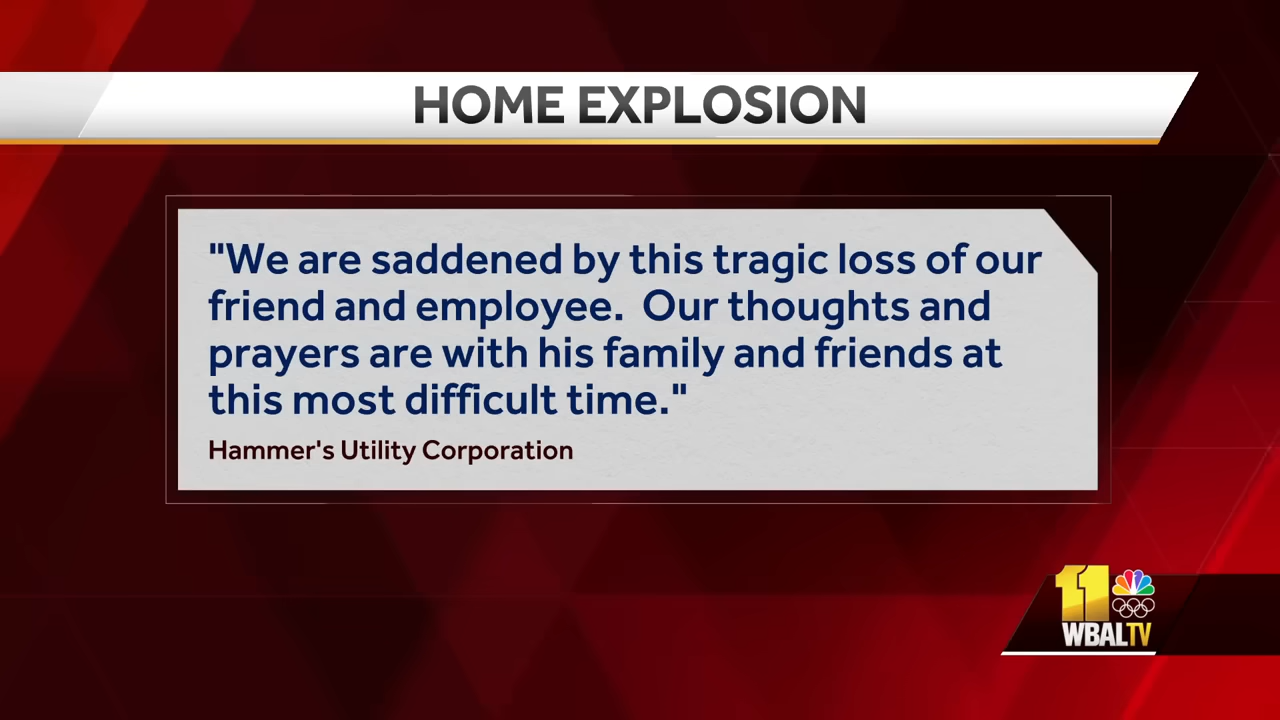 HOME EXPLOSION
"We are saddened by this tragic loss of our
friend and employee.  Our thoughts and
prayers are with his family and friends at
this most difficult time."
Hammer's Utility Corporation
11
WBALTV